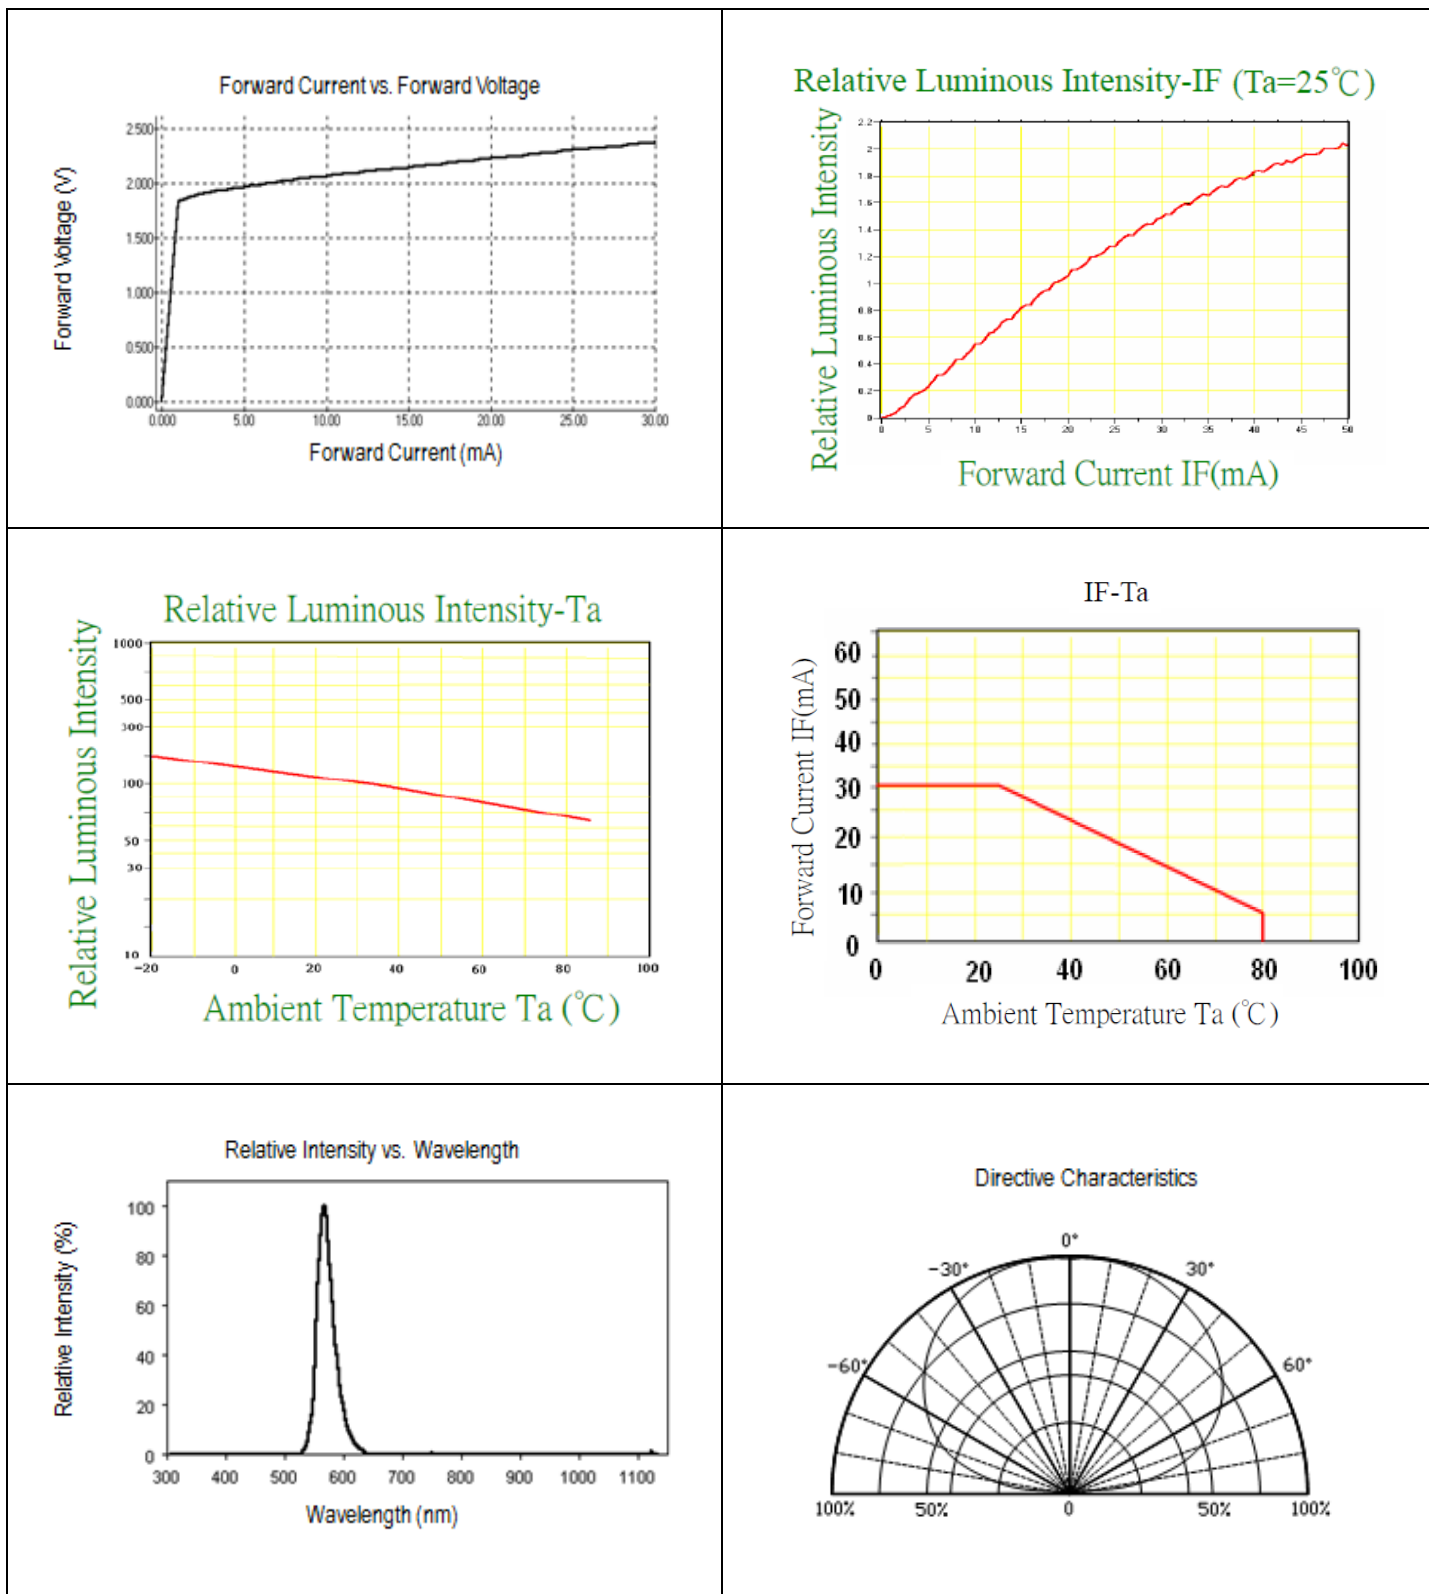 Forward Current vs. Forward Voltage
Forward Voltage (V)
2.500
2.000
1.500
1.000
0.500
0.000
0.000 5.00 10.00 15.00 20.00 25.00 30.00
Forward Current (mA)
Relative Luminous Intensity-IF (Ta=25℃)
Relative Luminous Intensity
2.2
2
1.8
1.6
1.4
1.2
1
0.8
0.6
0.4
0.2
0
0 5 10 15 20 25 30 35 40 45 50
Forward Current IF(mA)
Relative Luminous Intensity-Ta
Relative Luminous Intensity
1000
500
300
100
50
30
10
-20 0 20 40 60 80 100
Ambient Temperature Ta (℃)
IF-Ta
Forward Current IF(mA)
60
50
40
30
20
10
0
0 20 40 60 80 100
Ambient Temperature Ta (℃)
Relative Intensity vs. Wavelength
Relative Intensity (%)
100
80
60
40
20
0
300 400 500 600 700 800 900 1000 1100
Wavelength (nm)
Directive Characteristics
0°
-30° 30°
-60° 60°
100% 50% 0 50% 100%